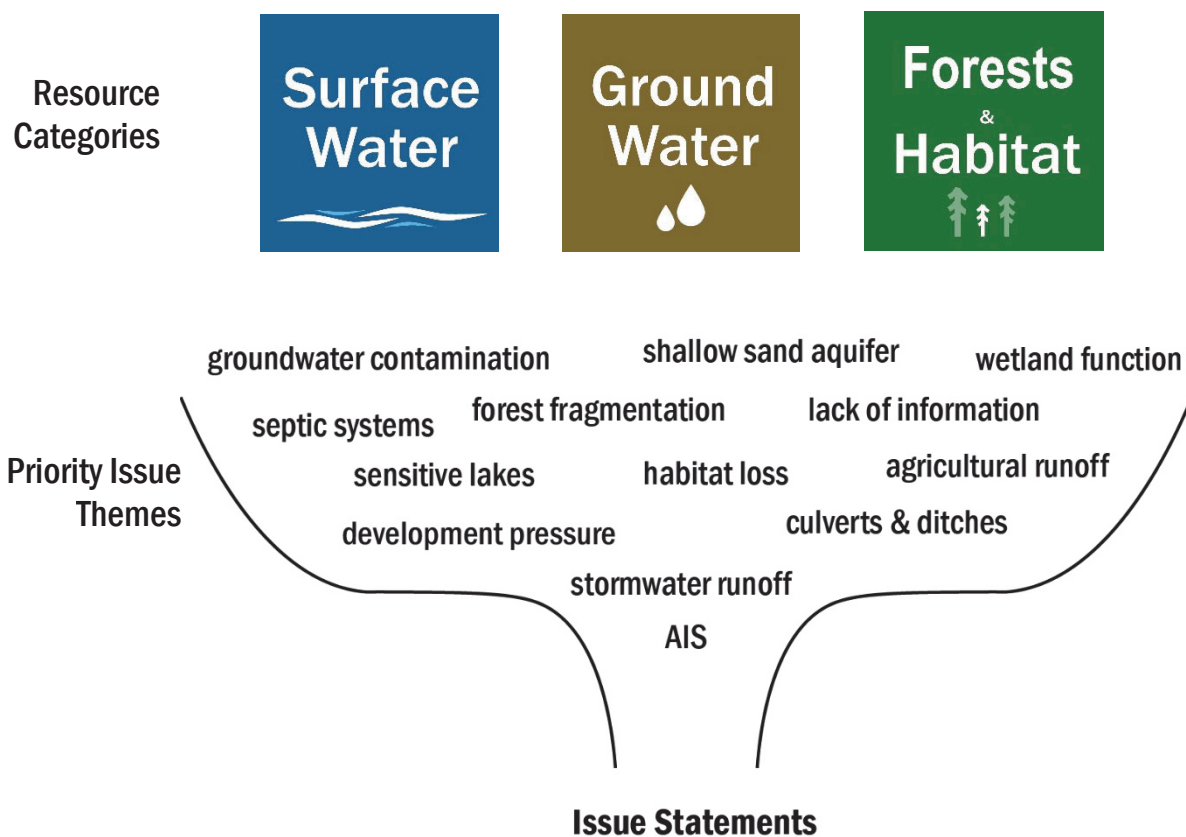 Resource
Categories
Surface
Water
Ground
Water
Forests
&
Habitat
groundwater contamination
shallow sand aquifer
wetland function
septic systems
forest fragmentation
lack of information
Priority Issue
Themes
sensitive lakes
habitat loss
agricultural runoff
development pressure
culverts & ditches
stormwater runoff
AIS
Issue Statements